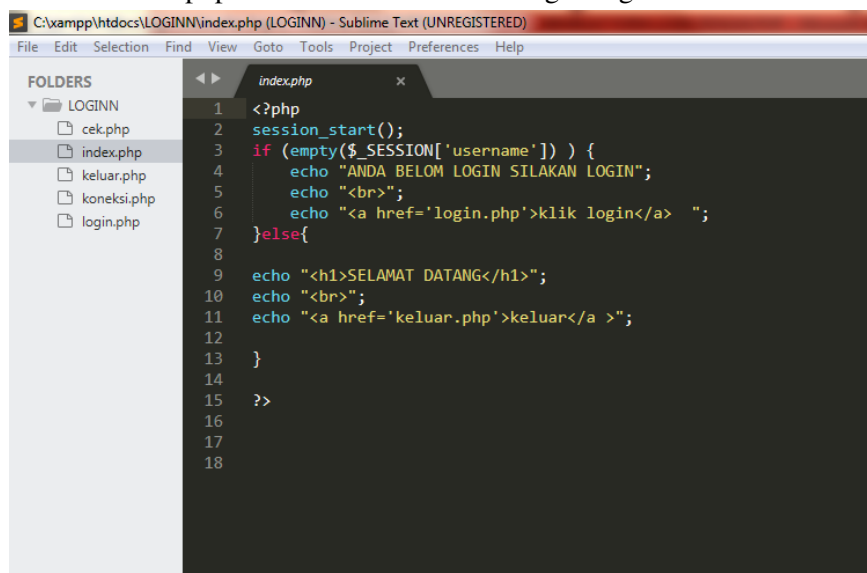 C:\xampp\htdocs\LOGINN\index.php (LOGINN) - Sublime Text (UNREGISTERED)
File Edit Selection Find View Goto Tools Project Preferences Help
FOLDERS
LOGINN
cek.php
index.php
keluar.php
koneksi.php
login.php
index.php ×
1 <?php
2 session_start();
3 if (empty($_SESSION['username']) ) {
4     echo "ANDA BELOM LOGIN SILAKAN LOGIN";
5     echo "<br>";
6     echo "<a href='login.php'>klik login</a>  ";
7 }else{
8
9 echo "<h1>SELAMAT DATANG</h1>";
10 echo "<br>";
11 echo "<a href='keluar.php'>keluar</a >";
12
13 }
14
15 ?>
16
17
18